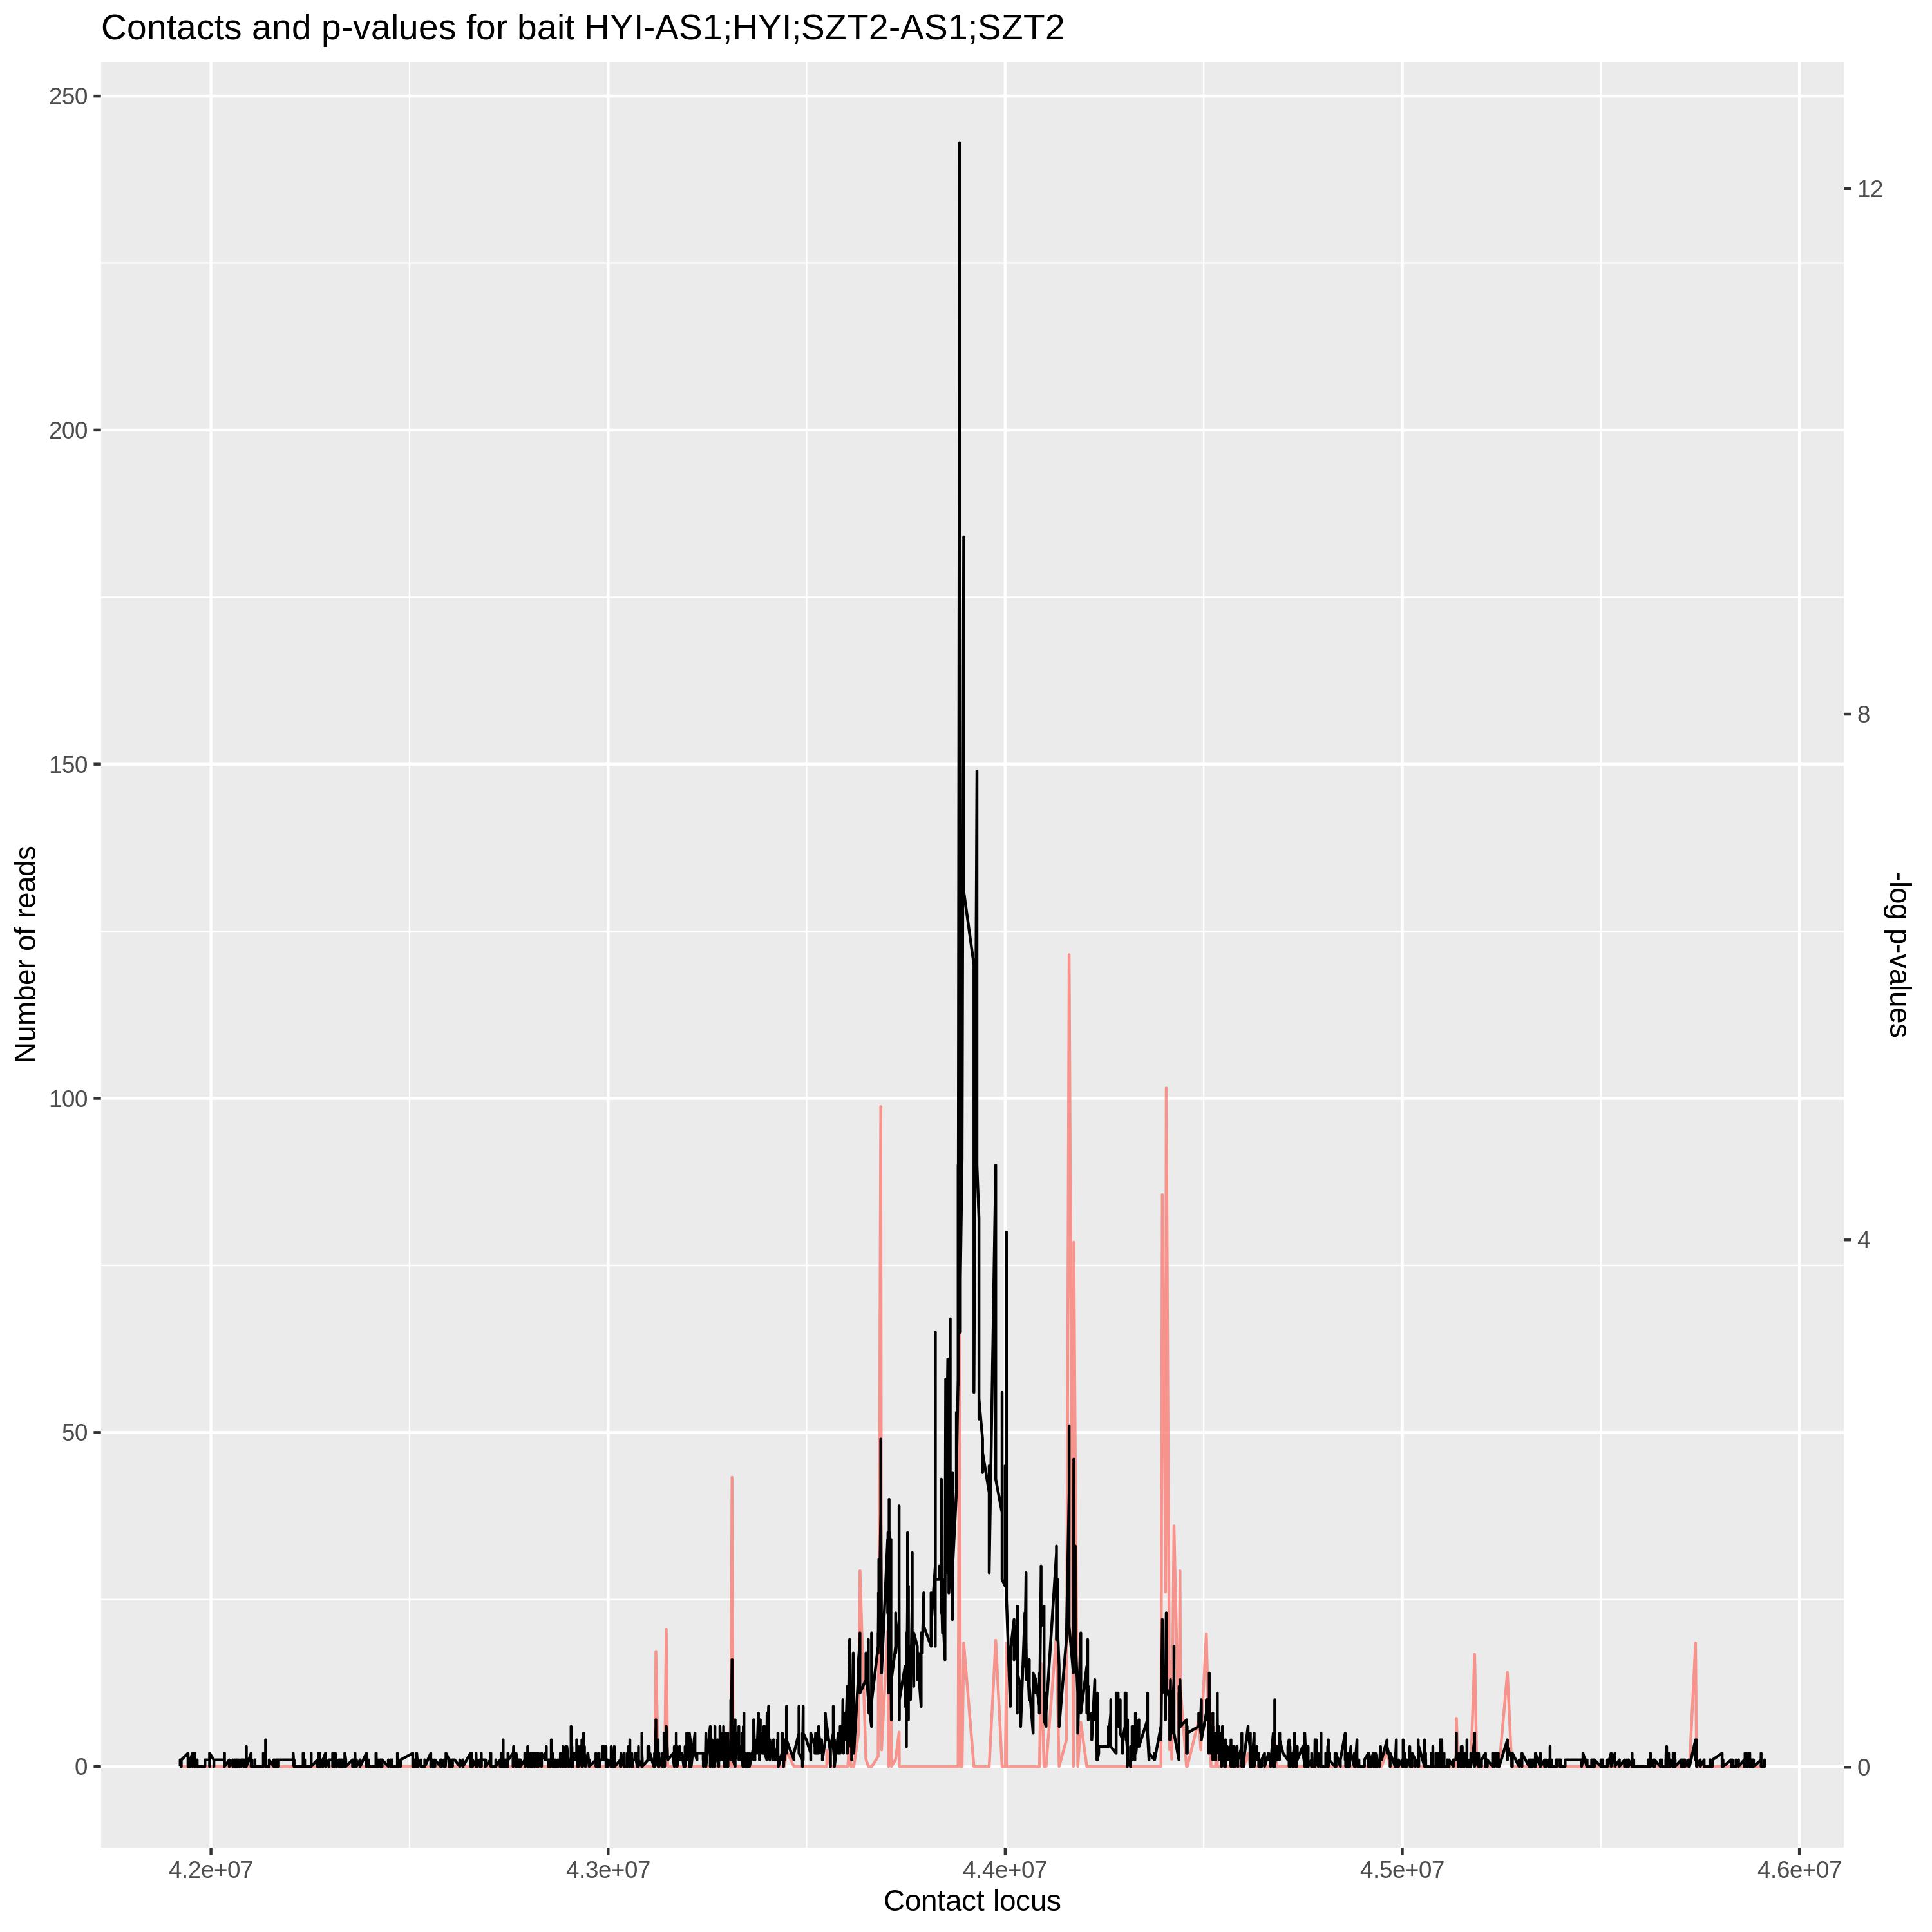 Contacts and p-values for bait HYI-AS1;HYI;SZT2-AS1;SZT2
250
200
150
100
50
0
Number of reads
12
8
4
0
-log p-values
4.2e+07
4.3e+07
4.4e+07
4.5e+07
4.6e+07
Contact locus